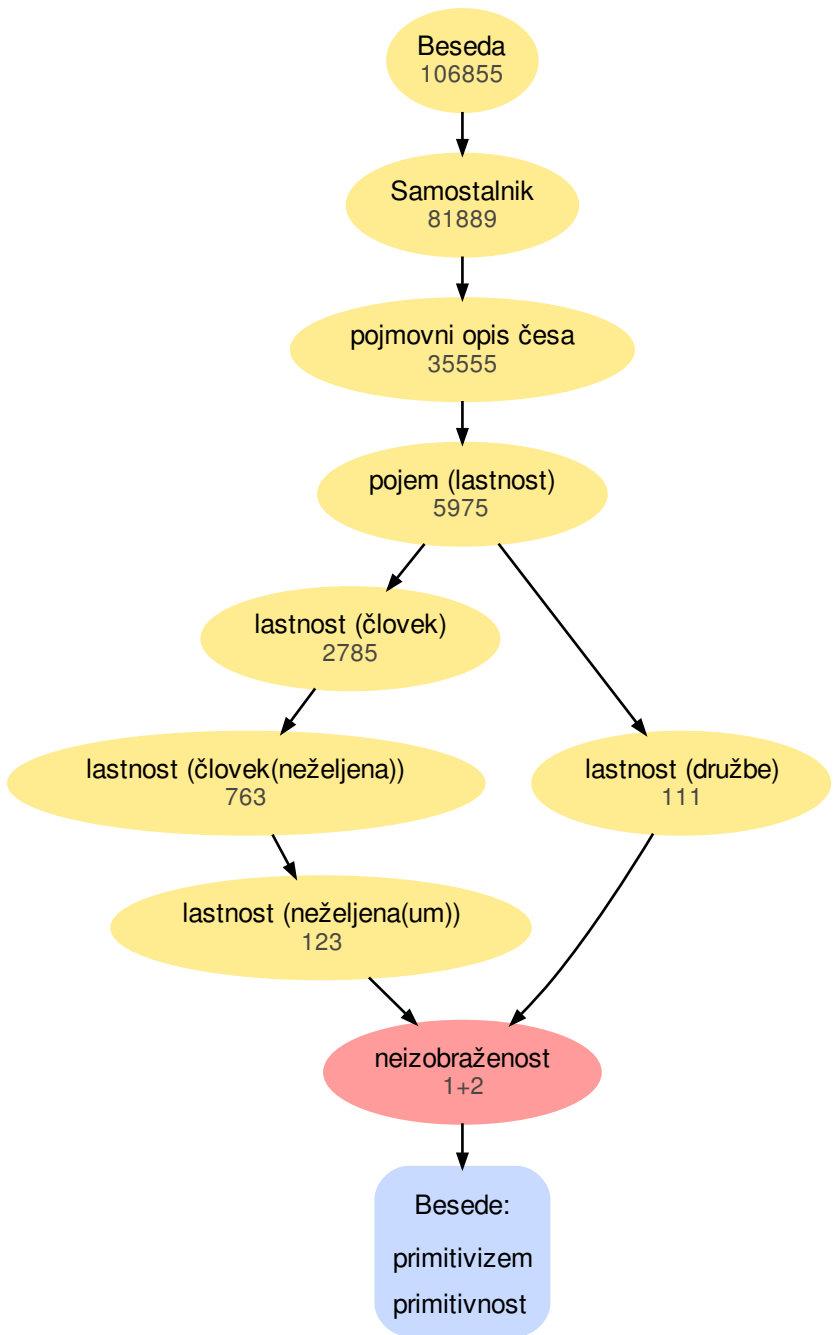 Beseda
106855
Samostalnik
81889
pojmovni opis česa
35555
pojem (lastnost)
5975
lastnost (človek)
2785
lastnost (človek(neželjena))
763
lastnost (družbe)
111
lastnost (neželjena(um))
123
neizobraženost
1+2
Besede:
primitivizem
primitivnost